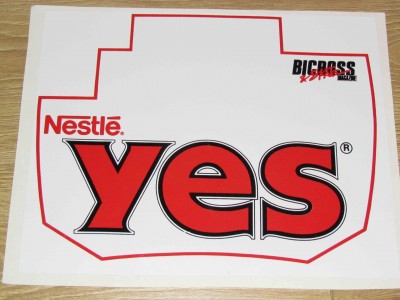 BICROSS
MAGAZINE
Nestlé®
yes®